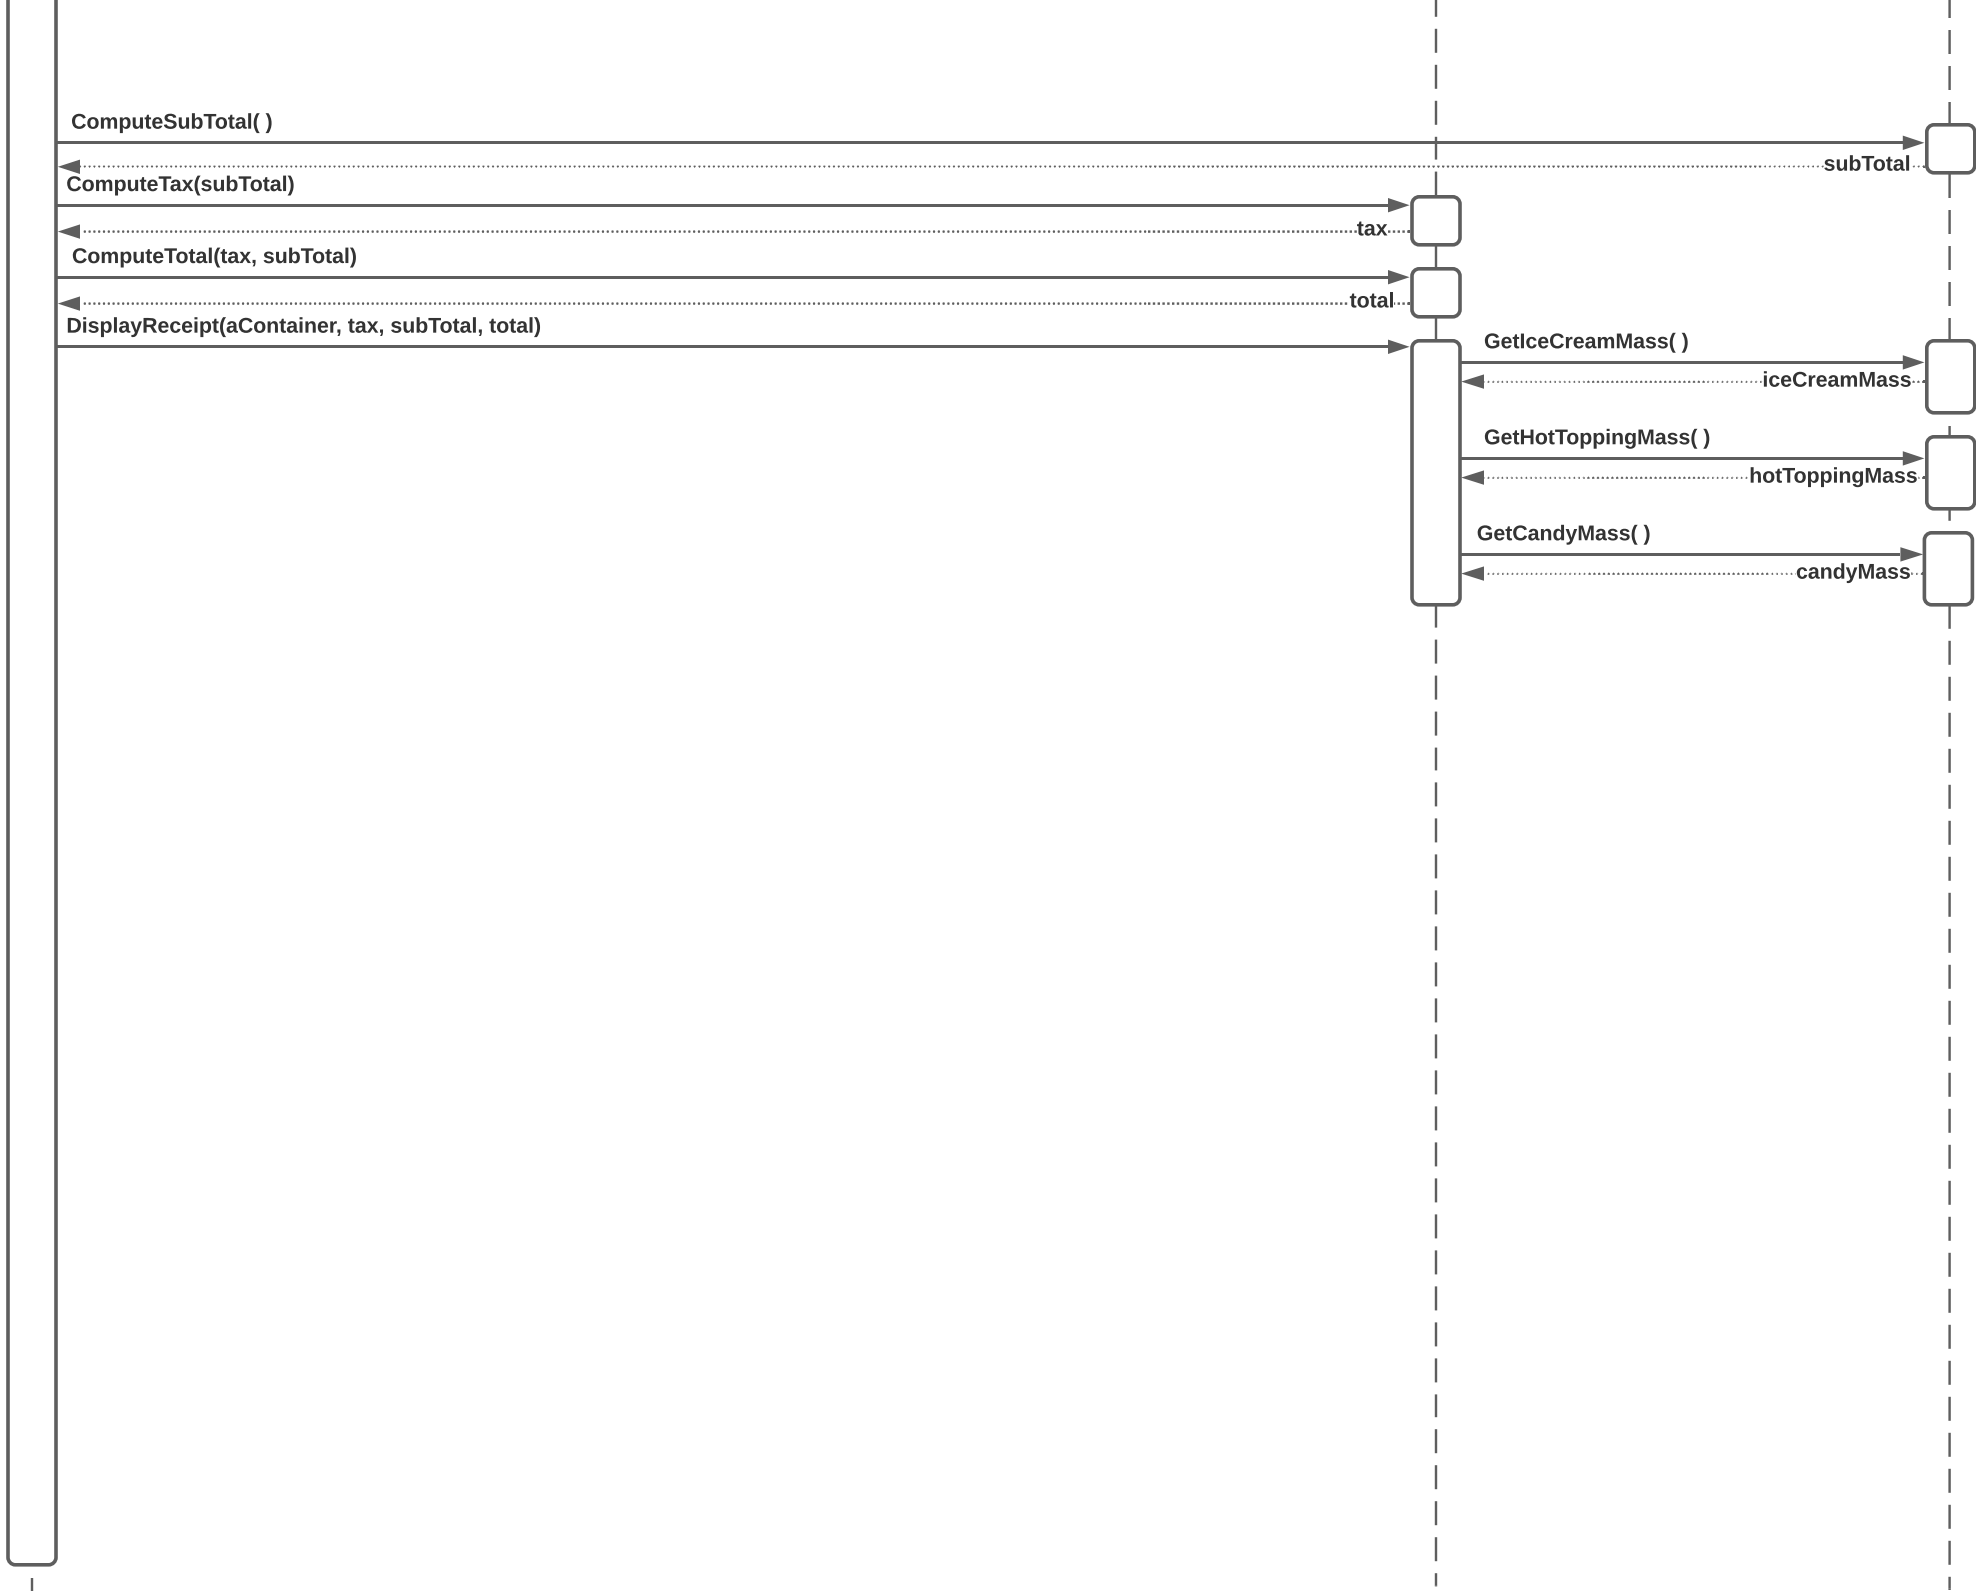 ComputeSubTotal( )
subTotal
ComputeTax(subTotal)
tax
ComputeTotal(tax, subTotal)
total
DisplayReceipt(aContainer, tax, subTotal, total)
GetIceCreamMass( )
iceCreamMass
GetHotToppingMass( )
hotToppingMass
GetCandyMass( )
candyMass